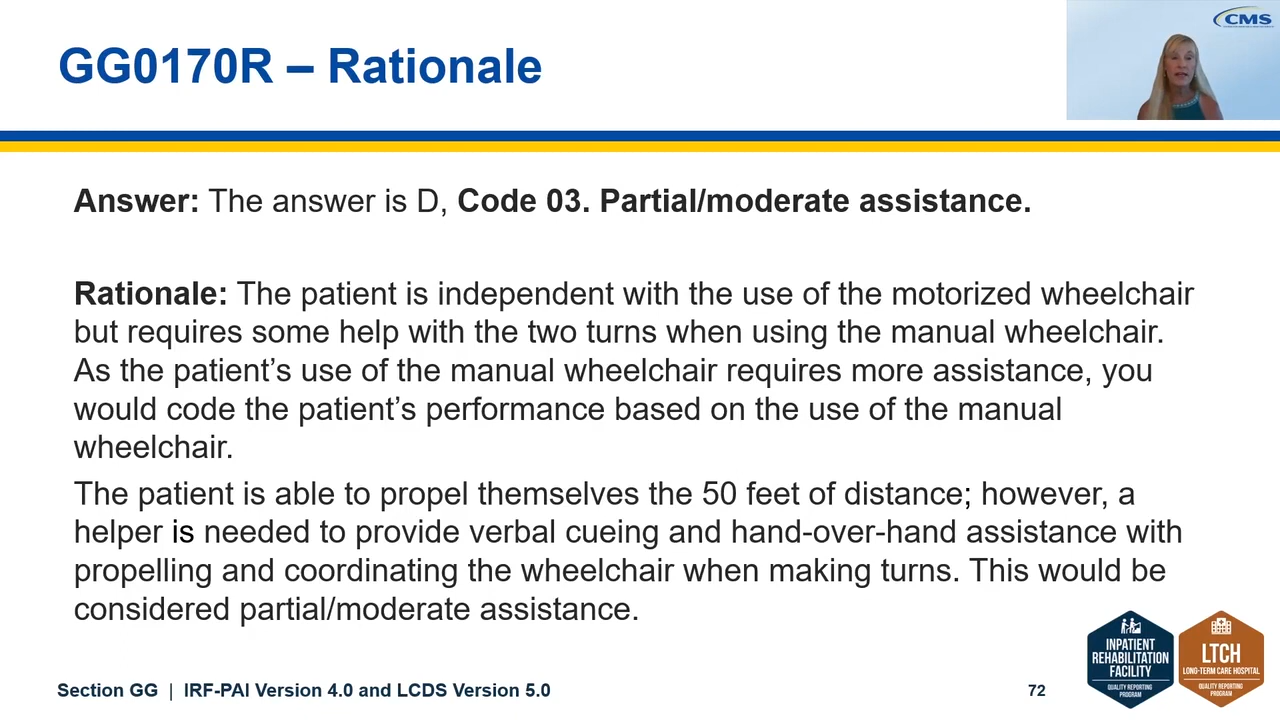 GG0170R – Rationale
CMS
Answer: The answer is D, Code 03. Partial/moderate assistance.
Rationale: The patient is independent with the use of the motorized wheelchair
but requires some help with the two turns when using the manual wheelchair.
As the patient’s use of the manual wheelchair requires more assistance, you
would code the patient’s performance based on the use of the manual
wheelchair.
The patient is able to propel themselves the 50 feet of distance; however, a
helper is needed to provide verbal cueing and hand-over-hand assistance with
propelling and coordinating the wheelchair when making turns. This would be
considered partial/moderate assistance.
INPATIENT
REHABILITATION
FACILITY
QUALITY REPORTING
PROGRAM
LTCH
LONG-TERM CARE HOSPITAL
QUALITY REPORTING
PROGRAM
Section GG | IRF-PAI Version 4.0 and LCDS Version 5.0
72